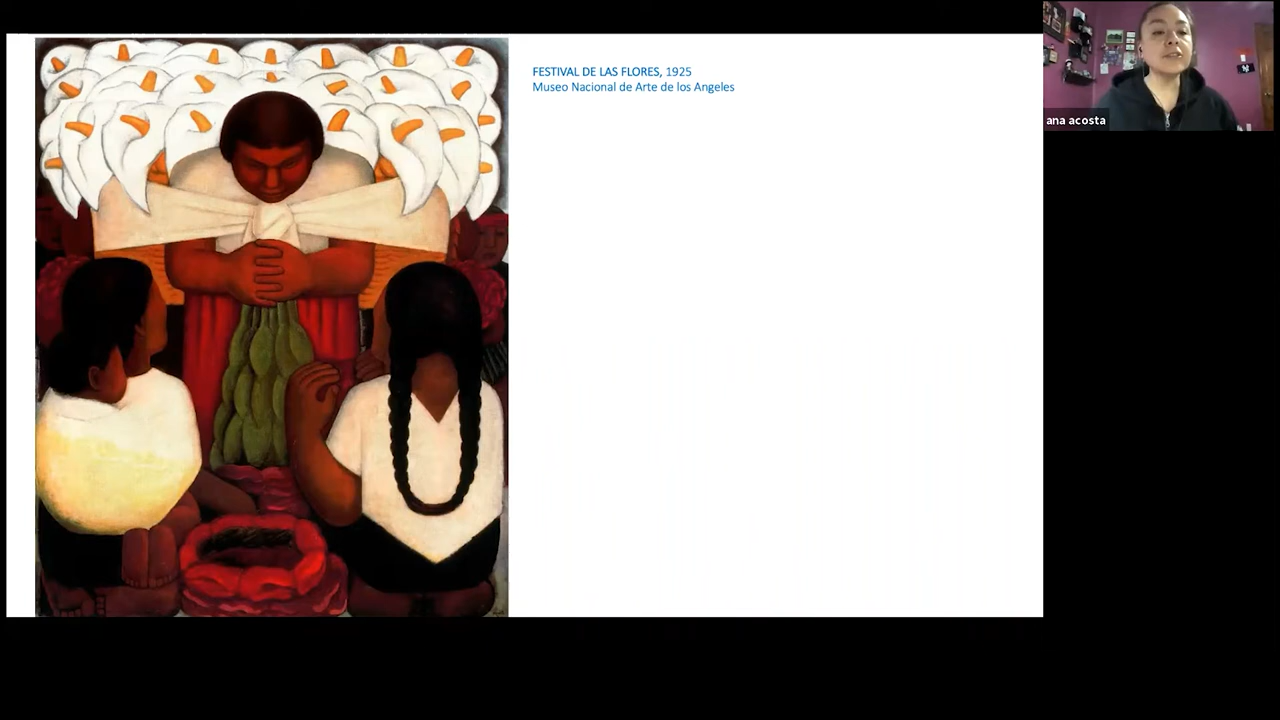 FESTIVAL DE LAS FLORES, 1925
Museo Nacional de Arte de los Angeles
ana acosta